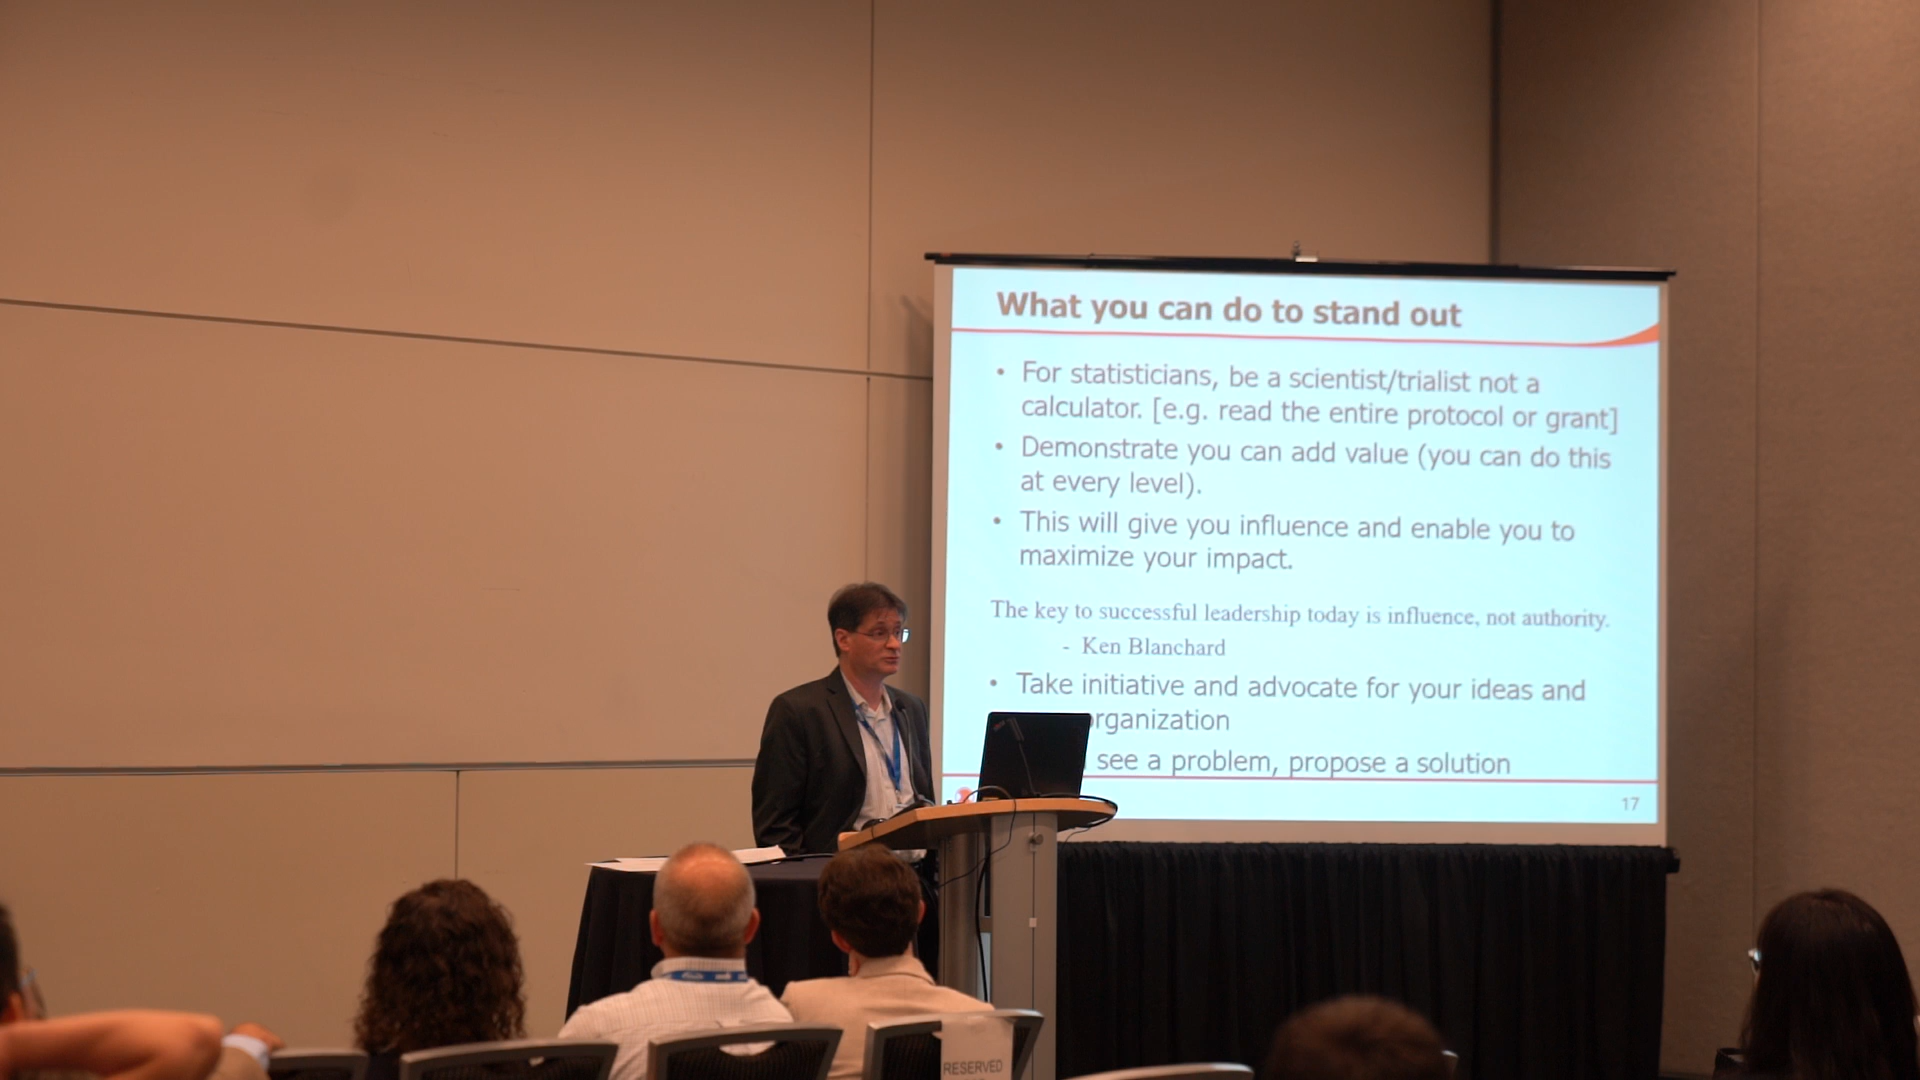 What you can do to stand out
• For statisticians, be a scientist/trialist not a
calculator. [e.g. read the entire protocol or grant]
• Demonstrate you can add value (you can do this
at every level).
• This will give you influence and enable you to
maximize your impact.
The key to successful leadership today is influence, not authority.
- Ken Blanchard
• Take initiative and advocate for your ideas and
organization
see a problem, propose a solution
17
RESERVED